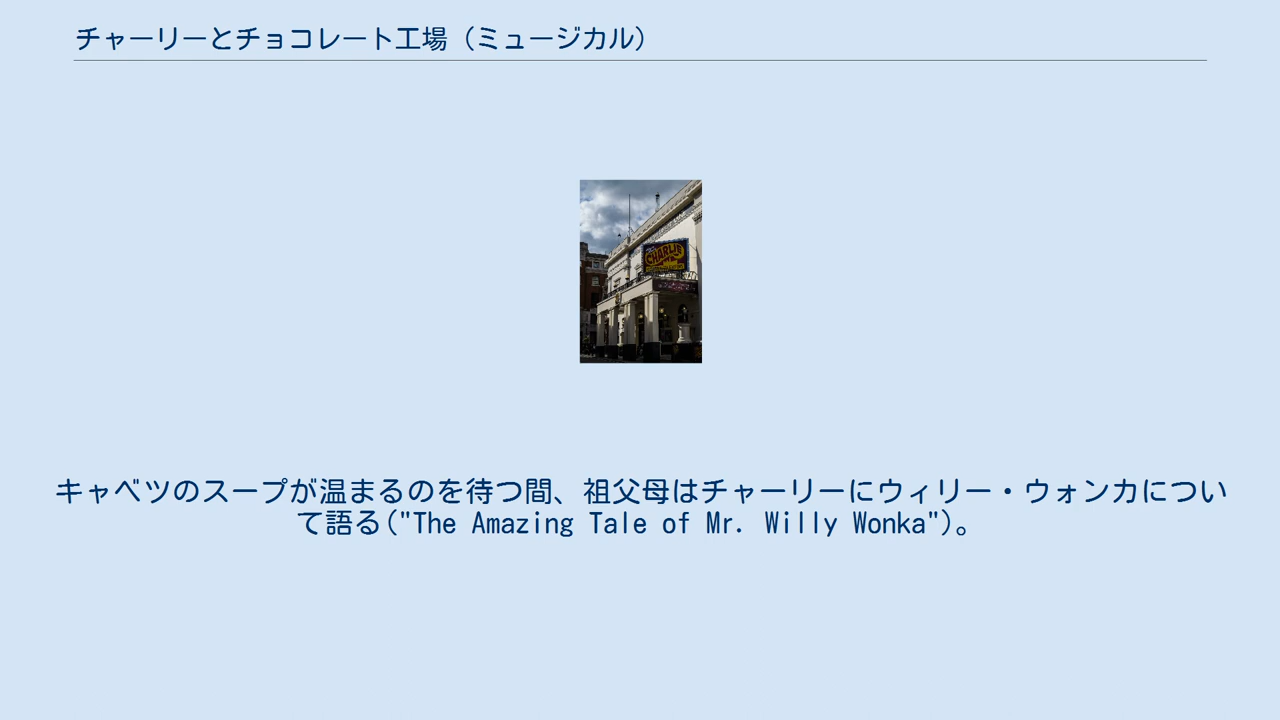 チャーリーとチョコレート工場（ミュージカル）
CHARLIE
キャベツのスープが温まるのを待つ間、祖父母はチャーリーにウィリー・ウォンカについ
て語る("The Amazing Tale of Mr. Willy Wonka")。